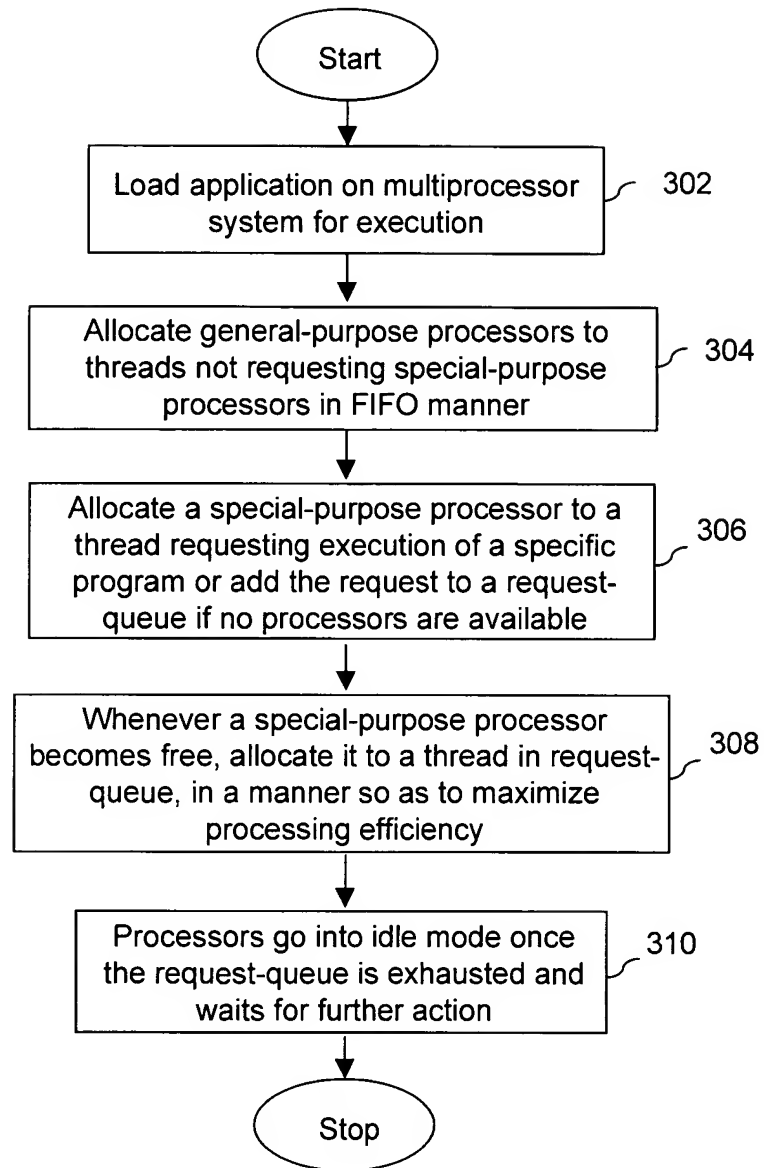 Start
Load application on multiprocessor
system for execution
302
Allocate general-purpose processors to
threads not requesting special-purpose
processors in FIFO manner
304
Allocate a special-purpose processor to a
thread requesting execution of a specific
program or add the request to a request-
queue if no processors are available
306
Whenever a special-purpose processor
becomes free, allocate it to a thread in request-
queue, in a manner so as to maximize
processing efficiency
308
Processors go into idle mode once
the request-queue is exhausted and
waits for further action
310
Stop